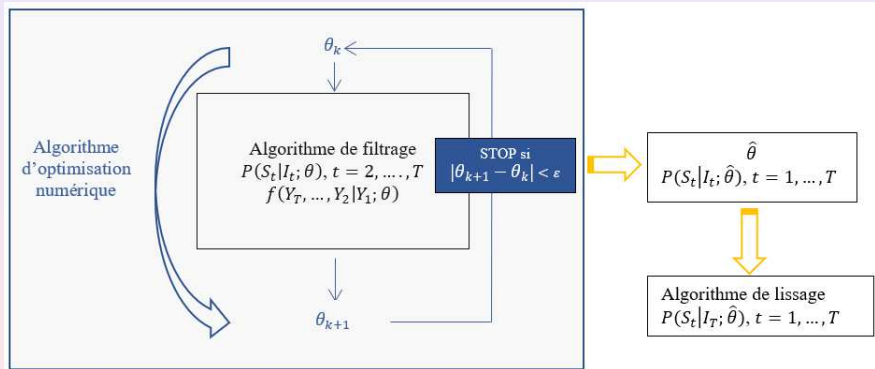 θ_k
Algorithme
d'optimisation
numérique
Algorithme de filtrage
P(S_t|I_t; θ), t = 2, . . . . , T
f(Y_T, ..., Y_2|Y_1; θ)
STOP si
|θ_{k+1} − θ_k| < ε
θ_{k+1}
θ̂
P(S_t|I_t; θ̂), t = 1, ..., T
Algorithme de lissage
P(S_t|I_T; θ̂), t = 1, ..., T